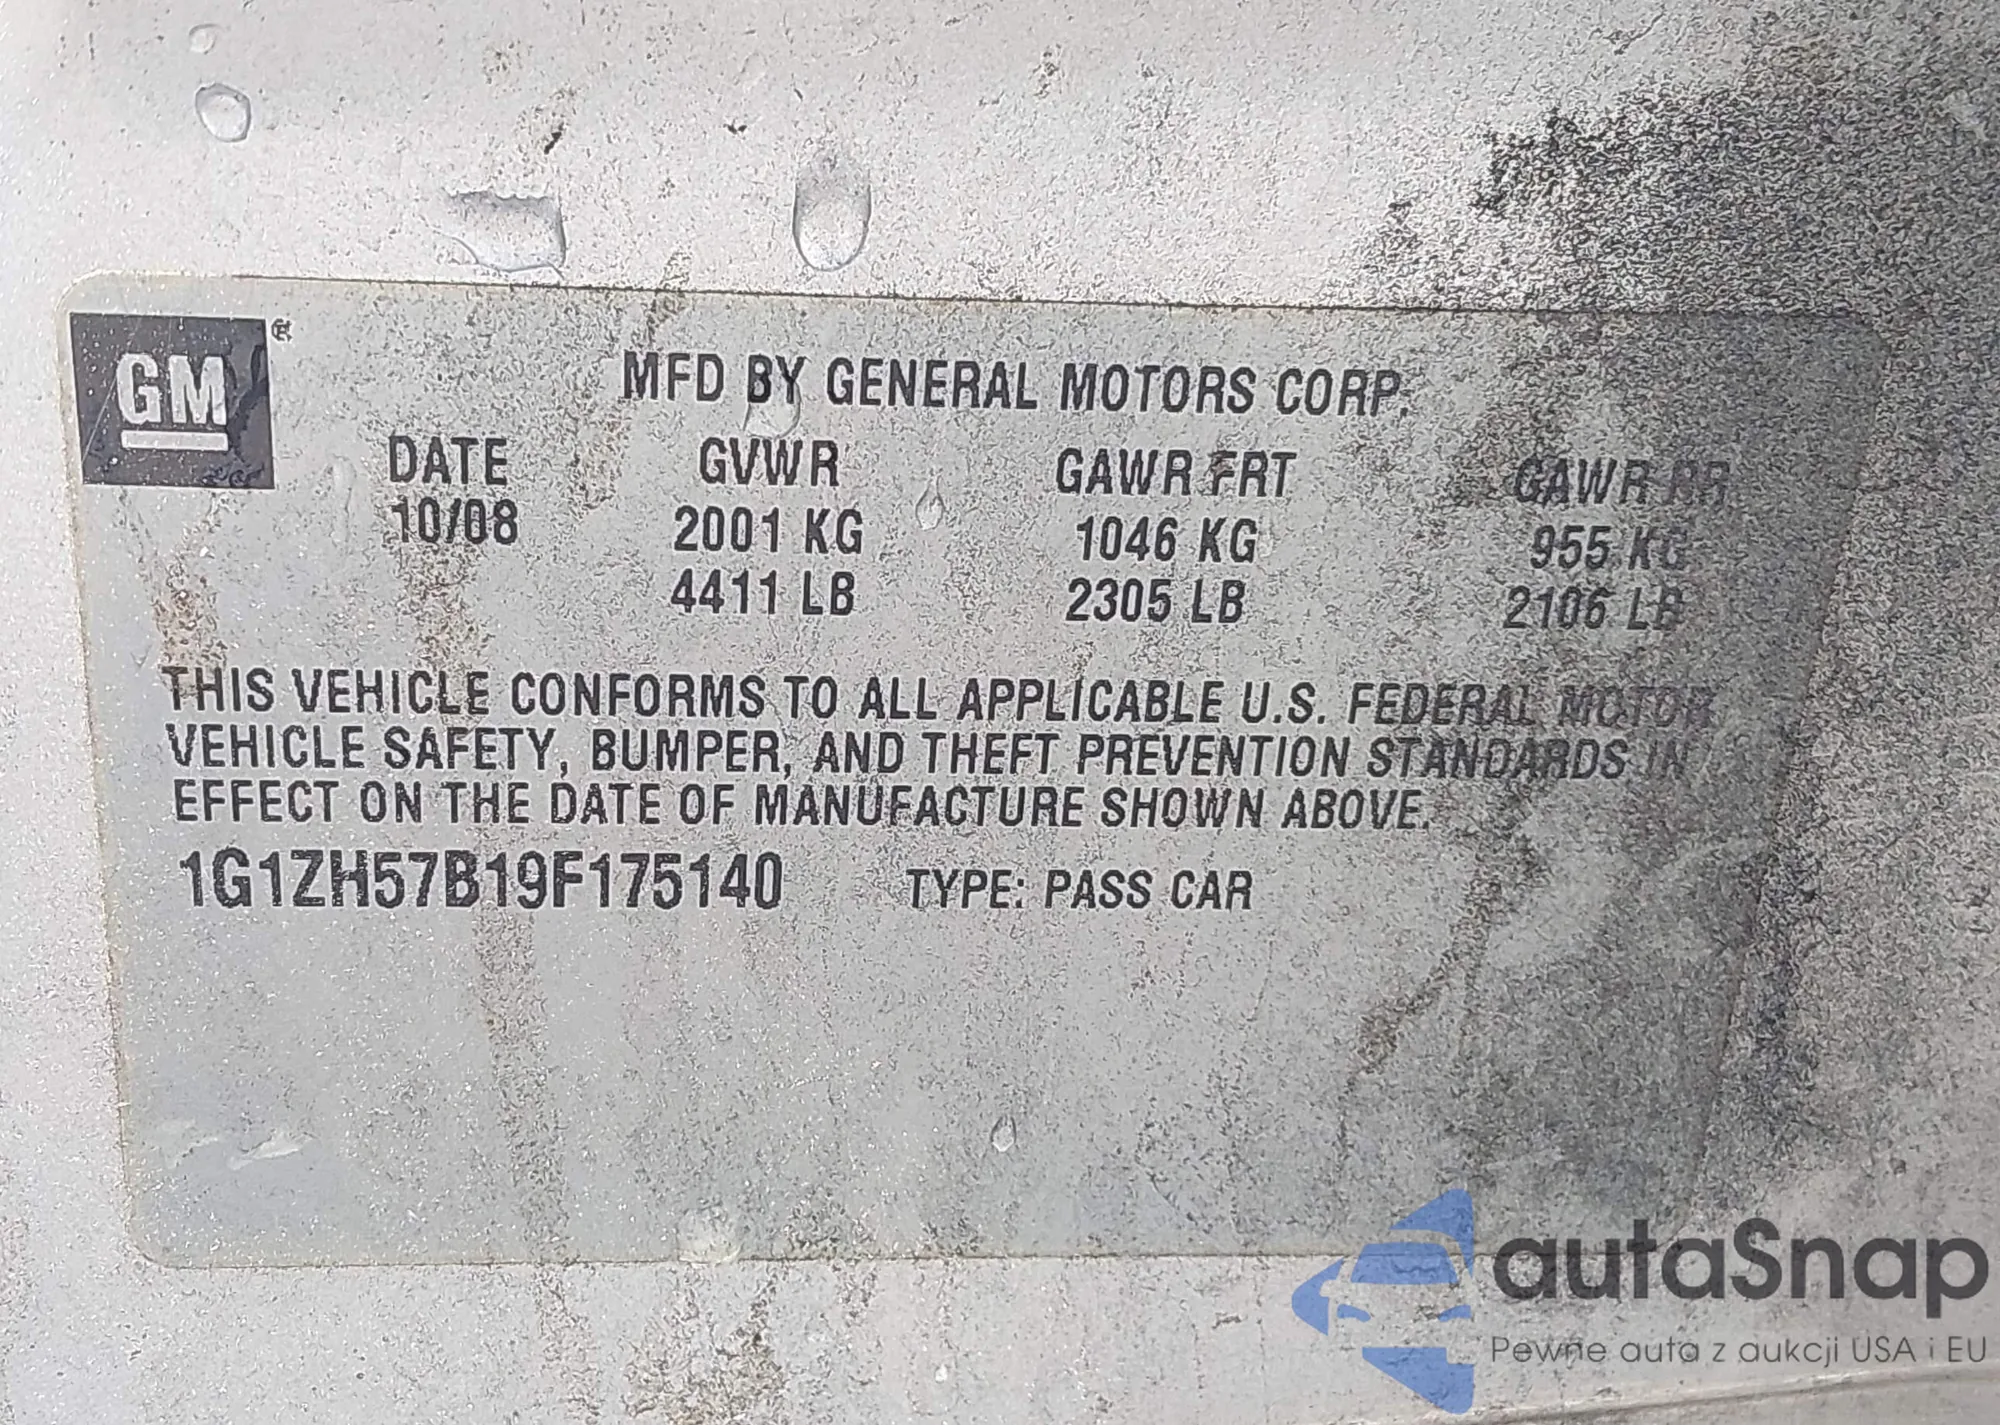 GM ®
MFD BY GENERAL MOTORS CORP.
DATE GVWR GAWR FRT GAWR RR
10/08 2001 KG 1046 KG 955 KG
4411 LB 2305 LB 2106 LB
THIS VEHICLE CONFORMS TO ALL APPLICABLE U.S. FEDERAL MOTOR
VEHICLE SAFETY, BUMPER, AND THEFT PREVENTION STANDARDS IN
EFFECT ON THE DATE OF MANUFACTURE SHOWN ABOVE.
1G1ZH57B19F175140 TYPE: PASS CAR
autaSnap
Pewne auta z aukcji USA i EU